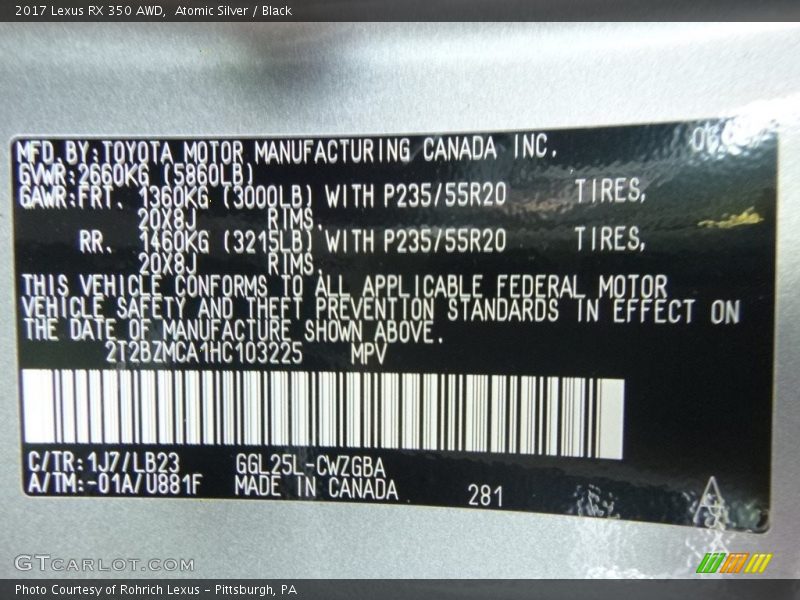 2017 Lexus RX 350 AWD, Atomic Silver / Black
MFD.BY:TOYOTA MOTOR MANUFACTURING CANADA INC.
GVWR:2660KG (5860LB)
GAWR:FRT. 1360KG (3000LB) WITH P235/55R20 TIRES,
20X8J RIMS.
RR. 1460KG (3215LB) WITH P235/55R20 TIRES,
20X8J RIMS.
THIS VEHICLE CONFORMS TO ALL APPLICABLE FEDERAL MOTOR
VEHICLE SAFETY AND THEFT PREVENTION STANDARDS IN EFFECT ON
THE DATE OF MANUFACTURE SHOWN ABOVE.
2T2BZMCA1HC103225 MPV
C/TR:1J7/LB23 GGL25L-CWZGBA
A/TM:-01A/U881F MADE IN CANADA 281
GTCARLOT.COM
Photo Courtesy of Rohrich Lexus - Pittsburgh, PA